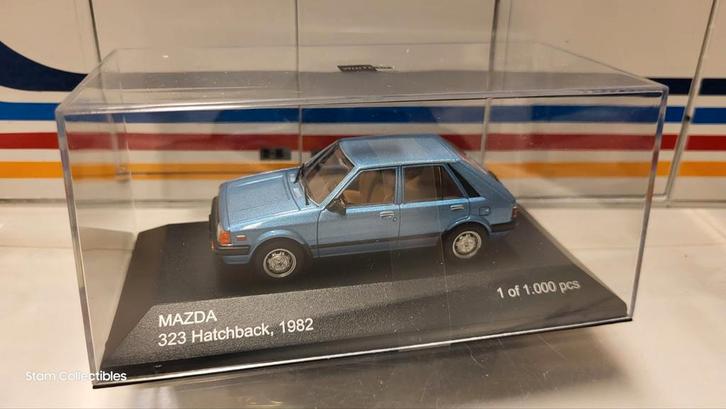 MAZDA
323 Hatchback, 1982
1 of 1.000 pcs
Stam Collectibles